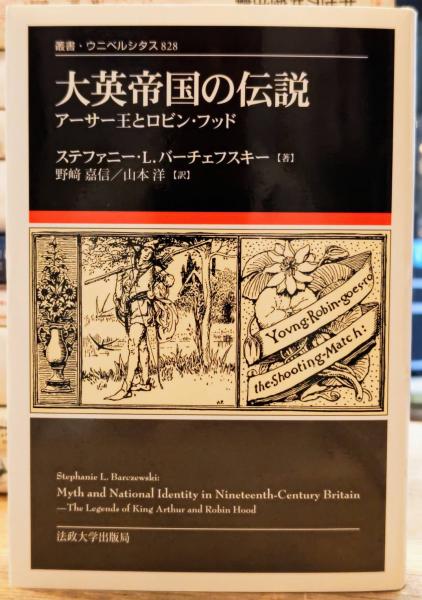 叢書・ウニベルシタス 828
大英帝国の伝説
アーサー王とロビン・フッド
ステファニー・L.バーチェフスキー【著】
野﨑 嘉信／山本 洋【訳】
Yovng·Robin·goes·to
·the·Shooting·Match·:
Stephanie L. Barczewski:
Myth and National Identity in Nineteenth-Century Britain
—The Legends of King Arthur and Robin Hood
法政大学出版局